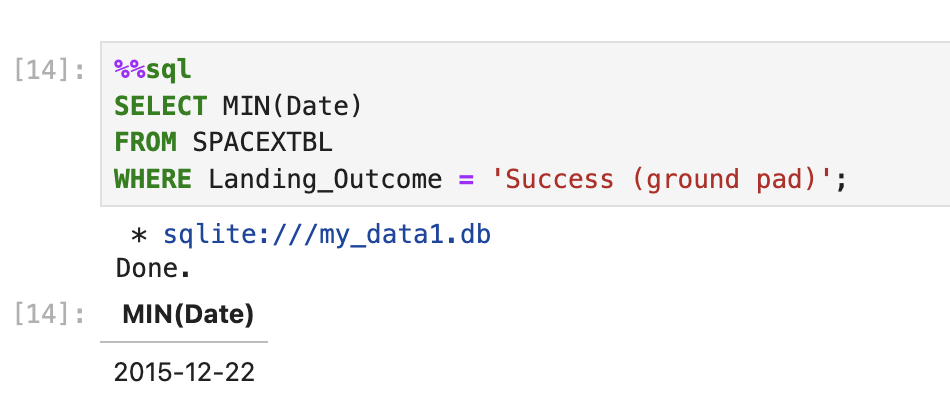 [14]: %%sql
SELECT MIN(Date)
FROM SPACEXTBL
WHERE Landing_Outcome = 'Success (ground pad)';
* sqlite:///my_data1.db
Done.
[14]: MIN(Date)
2015-12-22